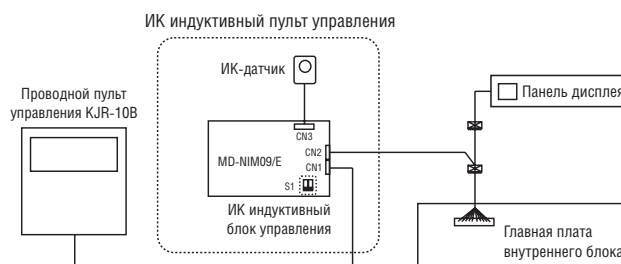 ИК индуктивный пульт управления
ИК-датчик
Проводной пульт
управления KJR-10B
Панель дисплея
CN3
MD-NIM09/E
CN2
CN1
S1
ИК индуктивный
блок управления
Главная плата
внутреннего блока